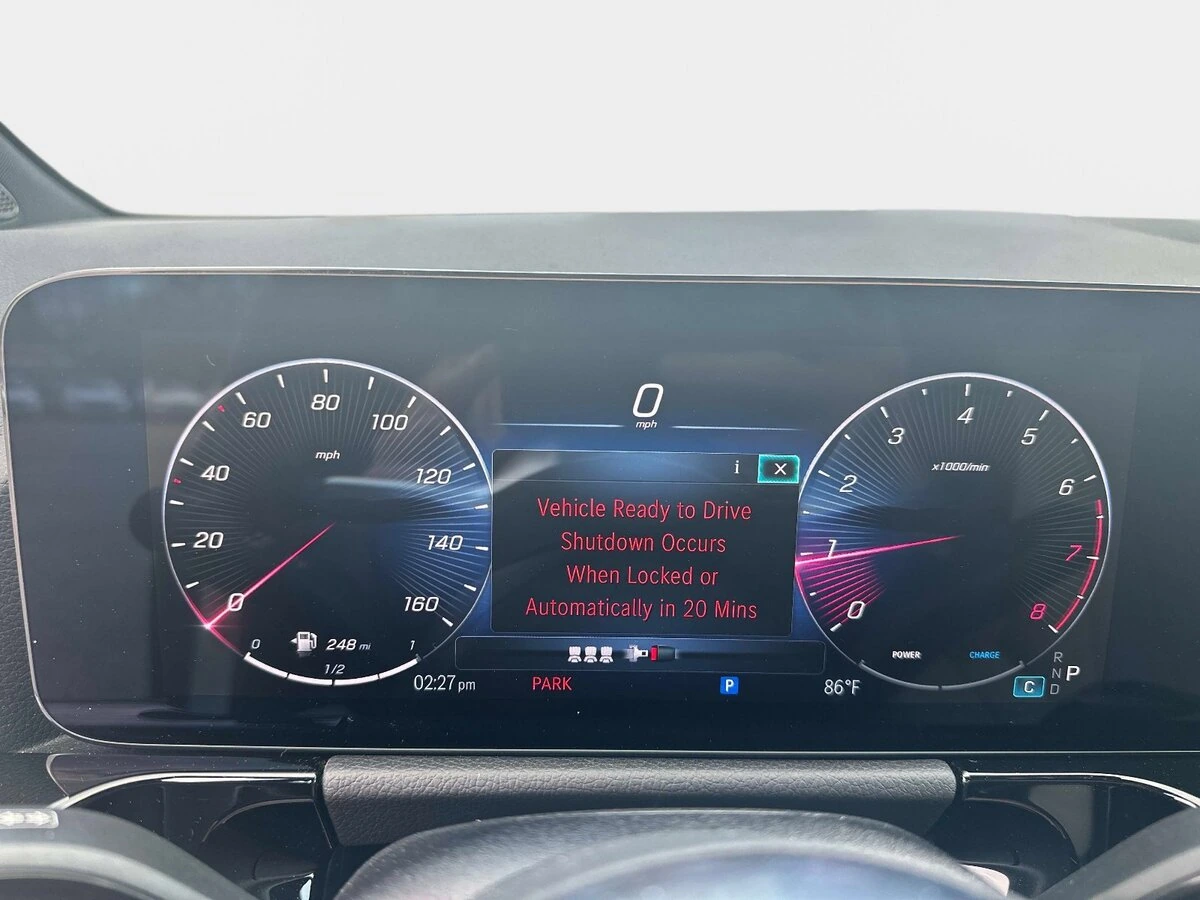 60
80
100
40
mph
120
20
140
0
160
0
248 mi
1
1/2
02:27 pm
0
mph
i
Vehicle Ready to Drive
Shutdown Occurs
When Locked or
Automatically in 20 Mins
PARK
P
86°F
3
4
5
x1000/min
2
6
1
7
0
8
POWER
CHARGE
C
R
N
D
P